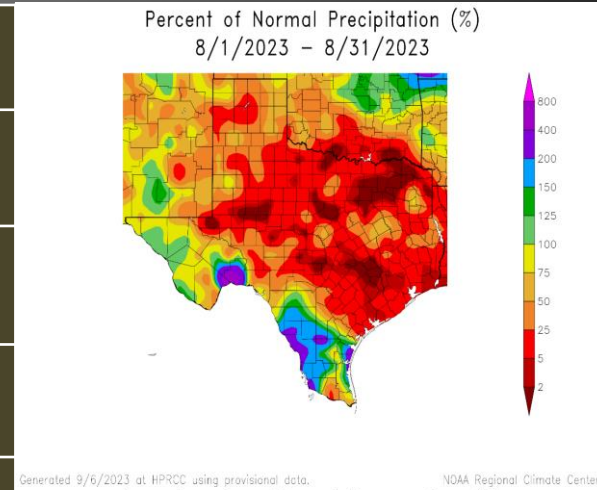 Percent of Normal Precipitation (%)
8/1/2023 – 8/31/2023
800
400
200
150
125
100
75
50
25
5
2
Generated 9/6/2023 at HPRCC using provisional data.
NOAA Regional Climate Center